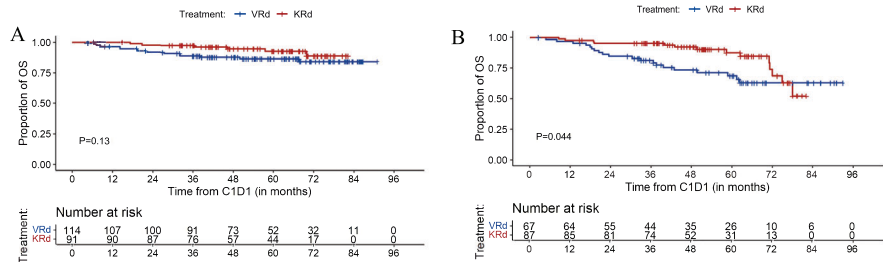 A
Treatment: VRd KRd
1.00
0.75
0.50
0.25
0.00
Proportion of OS
P=0.13
0 12 24 36 48 60 72 84 96
Time from C1D1 (in months)
Number at risk
Treatment:
VRd 114 107 100 91 73 52 32 11 0
KRd 91 90 87 76 57 44 17 0 0
0 12 24 36 48 60 72 84 96
B
Treatment: VRd KRd
1.00
0.75
0.50
0.25
0.00
Proportion of OS
P=0.044
0 12 24 36 48 60 72 84 96
Time from C1D1 (in months)
Number at risk
Treatment:
VRd 67 64 55 44 35 26 10 6 0
KRd 87 85 81 74 52 31 13 0 0
0 12 24 36 48 60 72 84 96